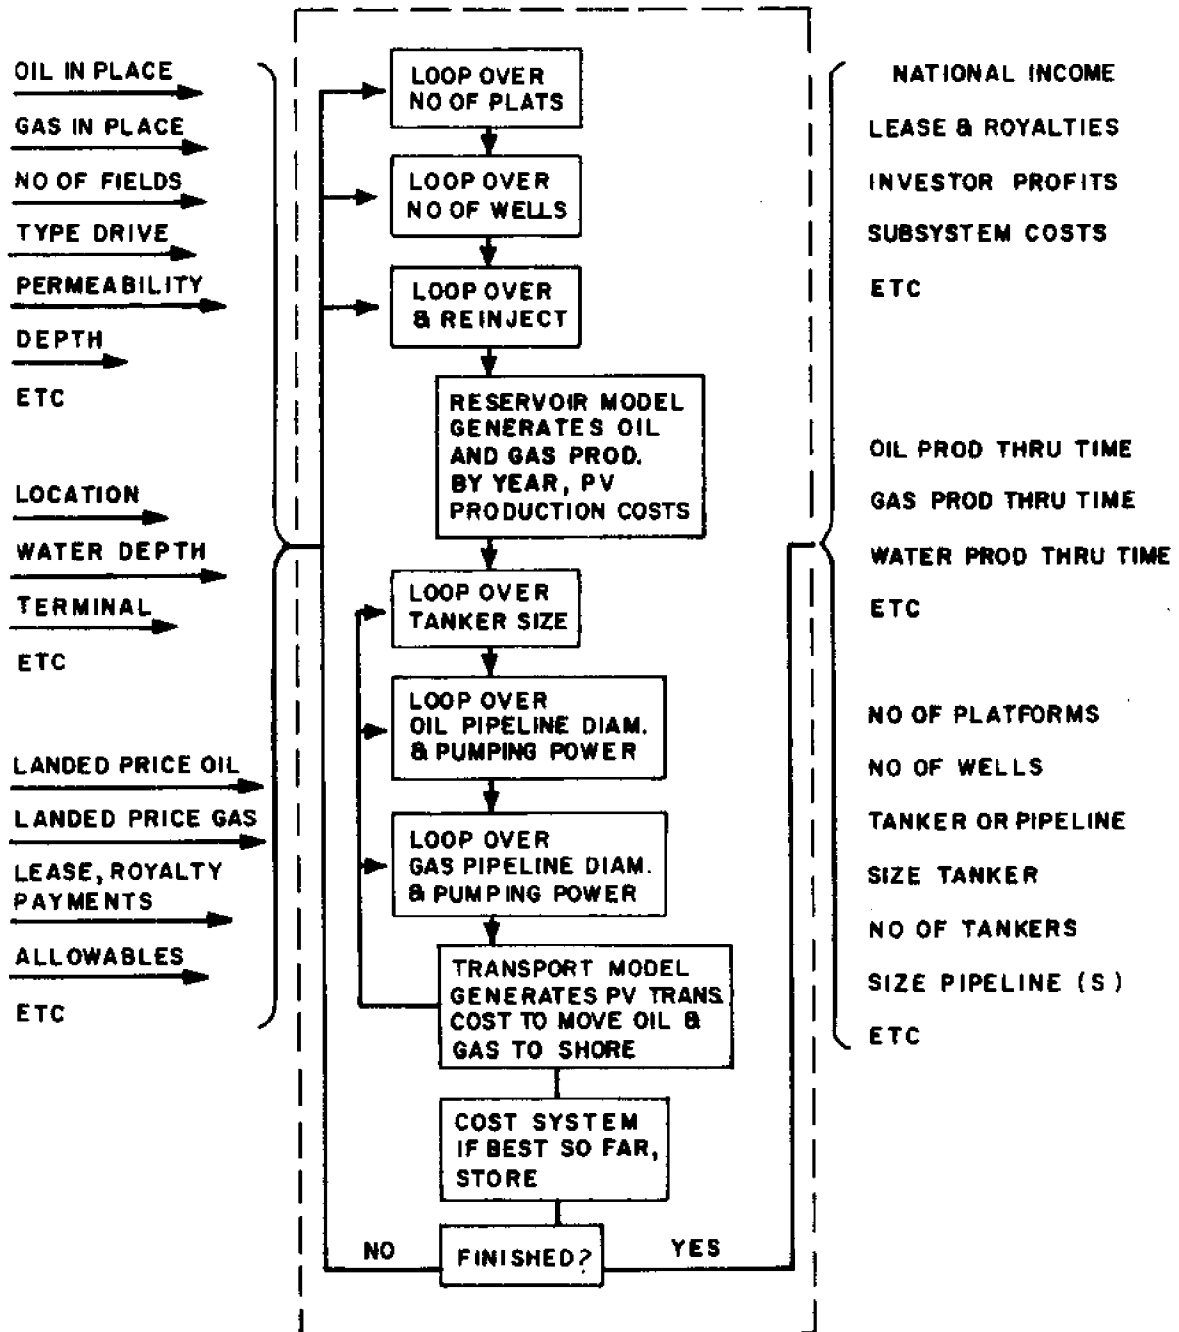 OIL IN PLACE
GAS IN PLACE
NO OF FIELDS
TYPE DRIVE
PERMEABILITY
DEPTH
ETC
LOCATION
WATER DEPTH
TERMINAL
ETC
LANDED PRICE OIL
LANDED PRICE GAS
LEASE, ROYALTY
PAYMENTS
ALLOWABLES
ETC
LOOP OVER
NO OF PLATS
LOOP OVER
NO OF WELLS
LOOP OVER
& REINJECT
RESERVOIR MODEL
GENERATES OIL
AND GAS PROD.
BY YEAR, PV
PRODUCTION COSTS
LOOP OVER
TANKER SIZE
LOOP OVER
OIL PIPELINE DIAM.
& PUMPING POWER
LOOP OVER
GAS PIPELINE DIAM.
& PUMPING POWER
TRANSPORT MODEL
GENERATES PV TRANS.
COST TO MOVE OIL &
GAS TO SHORE
COST SYSTEM
IF BEST SO FAR,
STORE
NO
FINISHED?
YES
NATIONAL INCOME
LEASE & ROYALTIES
INVESTOR PROFITS
SUBSYSTEM COSTS
ETC
OIL PROD THRU TIME
GAS PROD THRU TIME
WATER PROD THRU TIME
ETC
NO OF PLATFORMS
NO OF WELLS
TANKER OR PIPELINE
SIZE TANKER
NO OF TANKERS
SIZE PIPELINE (S)
ETC